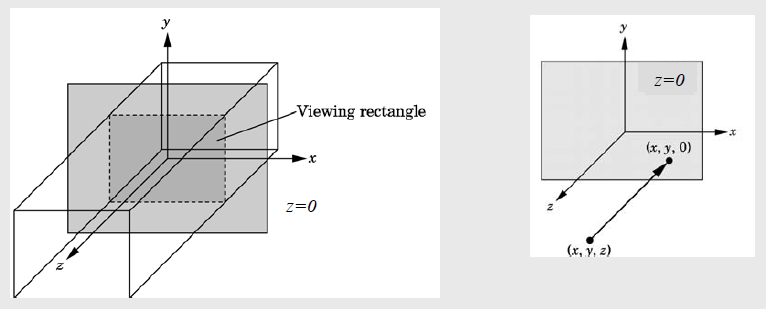 y
Viewing rectangle
x
z=0
z
y
z=0
x
(x, y, 0)
z
(x, y, z)